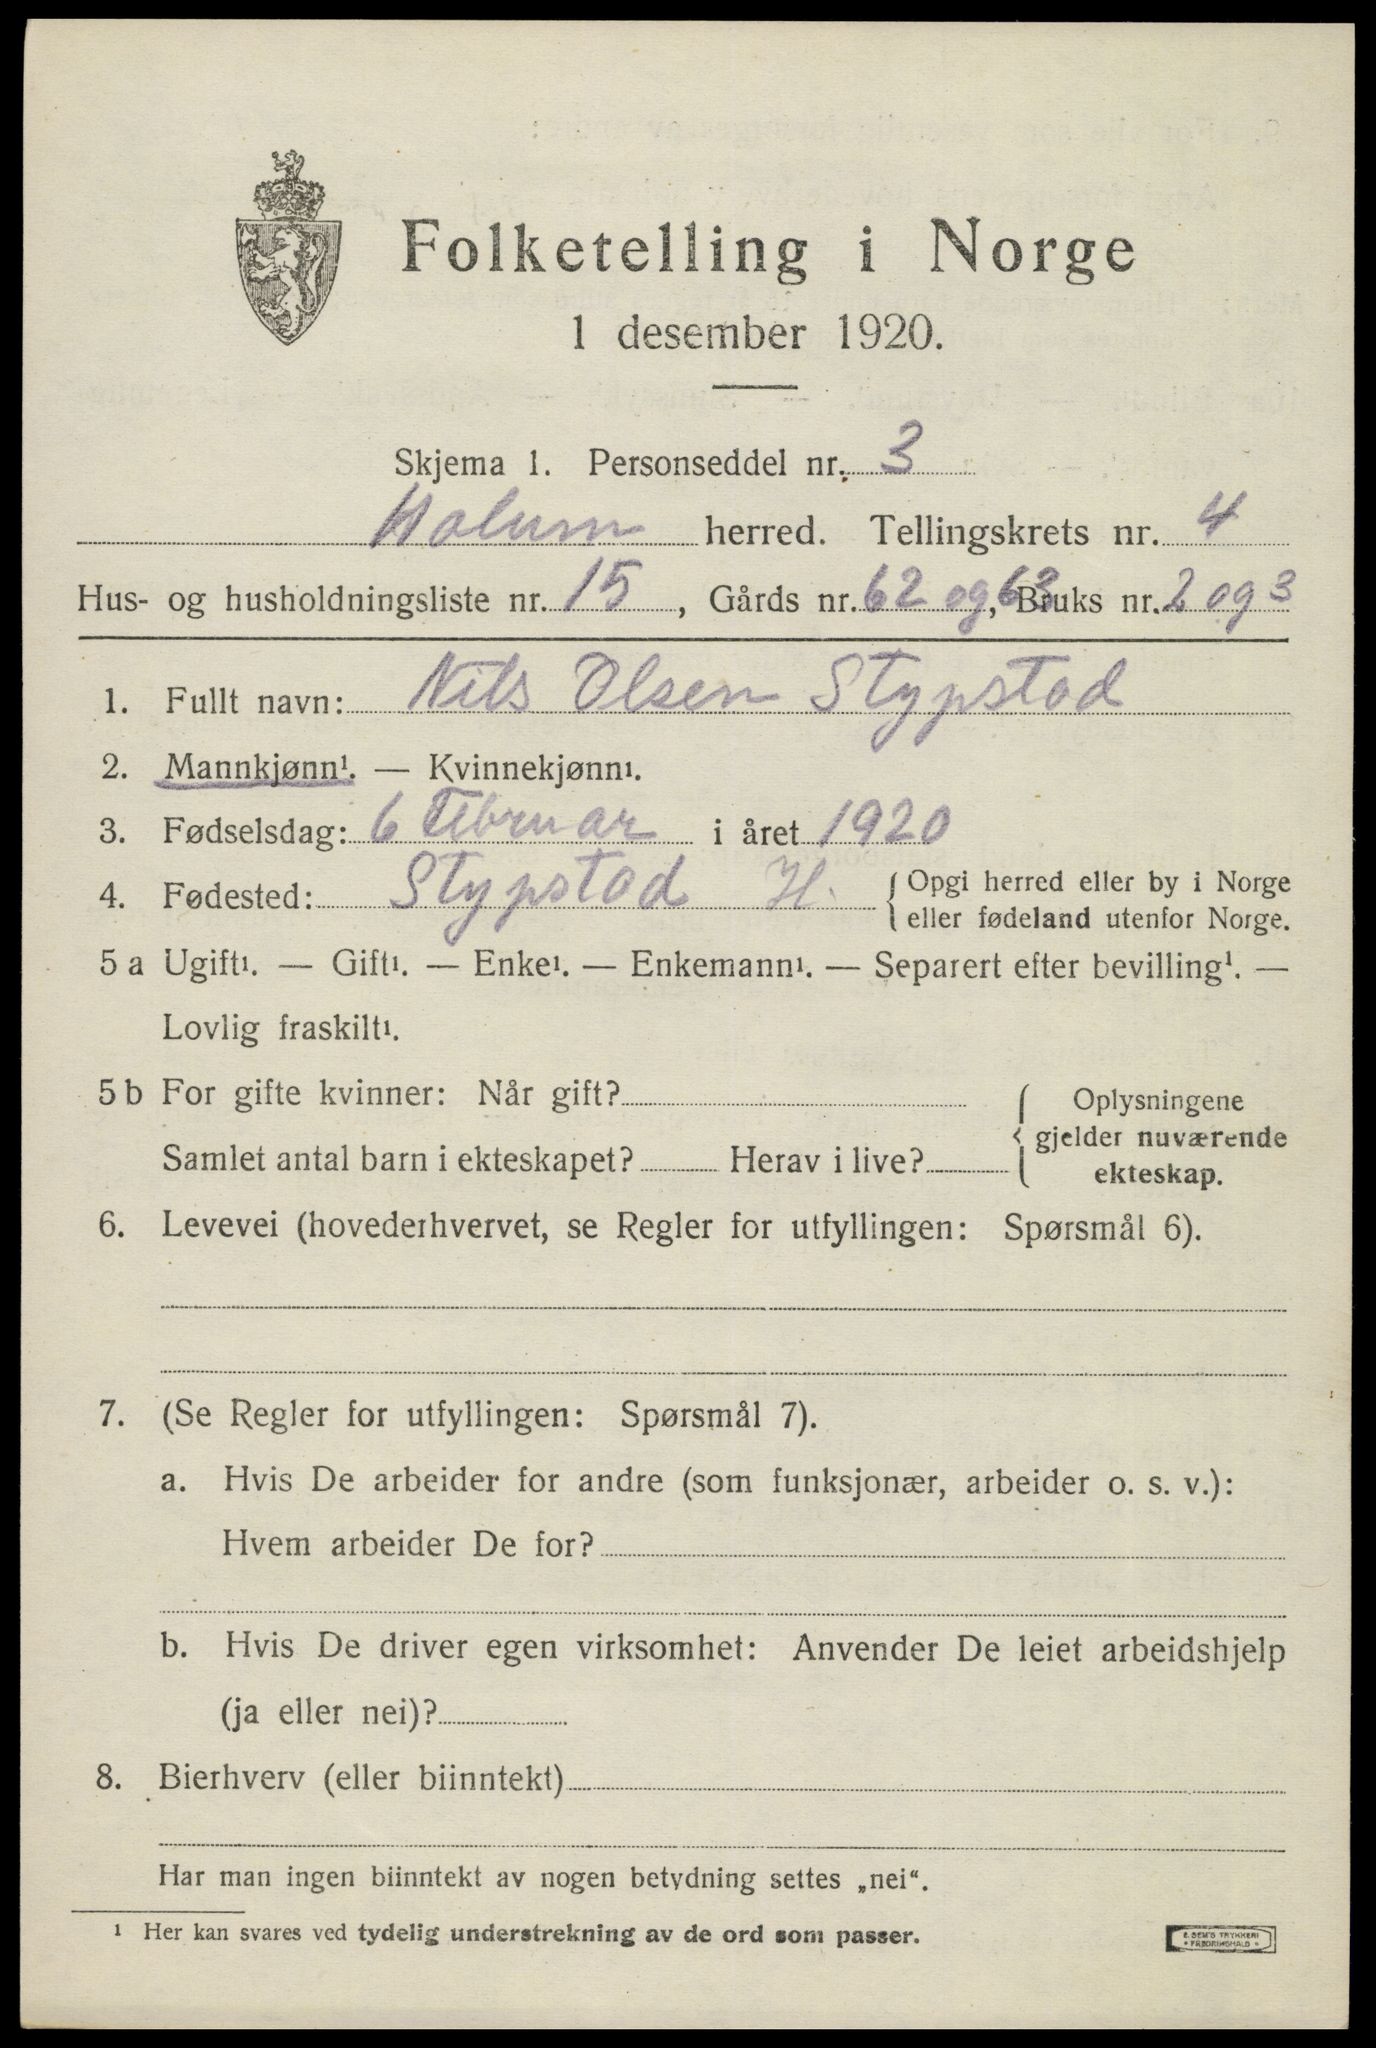 Folketelling i Norge
1 desember 1920.
Skjema 1. Personseddel nr. 3
Holum herred. Tellingskrets nr. 4
Hus- og husholdningsliste nr. 15, Gårds nr. 62 og 63, Bruks nr. 2 og 3
1. Fullt navn: Nils Olsen Stypstad
2. Mannkjønn¹. — Kvinnekjønn¹.
3. Fødselsdag: 6 Februar i året 1920
4. Fødested: Stypstad H. { Opgi herred eller by i Norge
eller fødeland utenfor Norge.
5 a Ugift¹. — Gift¹. — Enke¹. — Enkemann¹. — Separert efter bevilling¹. —
Lovlig fraskilt¹.
5 b For gifte kvinner: Når gift?
Samlet antal barn i ekteskapet? Herav i live?
{ Oplysningene
gjelder nuværende
ekteskap.
6. Levevei (hovederhvervet, se Regler for utfyllingen: Spørsmål 6).
7. (Se Regler for utfyllingen: Spørsmål 7).
a. Hvis De arbeider for andre (som funksjonær, arbeider o. s. v.):
Hvem arbeider De for?
b. Hvis De driver egen virksomhet: Anvender De leiet arbeidshjelp
(ja eller nei)?
8. Bierhverv (eller biinntekt)
Har man ingen biinntekt av nogen betydning settes „nei“.
¹ Her kan svares ved tydelig understrekning av de ord som passer.
E. SEM'S TRYKKERI
• FREDRIKSHALD •